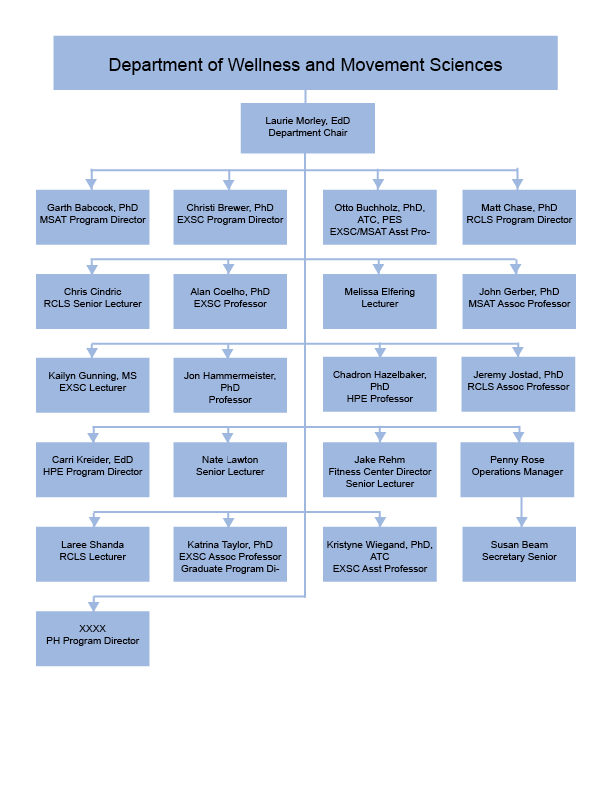 Department of Wellness and Movement Sciences
Laurie Morley, EdD
Department Chair
Garth Babcock, PhD
MSAT Program Director
Christi Brewer, PhD
EXSC Program Director
Otto Buchholz, PhD,
ATC, PES
EXSC/MSAT Asst Pro-
Matt Chase, PhD
RCLS Program Director
Chris Cindric
RCLS Senior Lecturer
Alan Coelho, PhD
EXSC Professor
Melissa Elfering
Lecturer
John Gerber, PhD
MSAT Assoc Professor
Kailyn Gunning, MS
EXSC Lecturer
Jon Hammermeister,
PhD
Professor
Chadron Hazelbaker,
PhD
HPE Professor
Jeremy Jostad, PhD
RCLS Assoc Professor
Carri Kreider, EdD
HPE Program Director
Nate Lawton
Senior Lecturer
Jake Rehm
Fitness Center Director
Senior Lecturer
Penny Rose
Operations Manager
Laree Shanda
RCLS Lecturer
Katrina Taylor, PhD
EXSC Assoc Professor
Graduate Program Di-
Kristyne Wiegand, PhD,
ATC
EXSC Asst Professor
Susan Beam
Secretary Senior
XXXX
PH Program Director